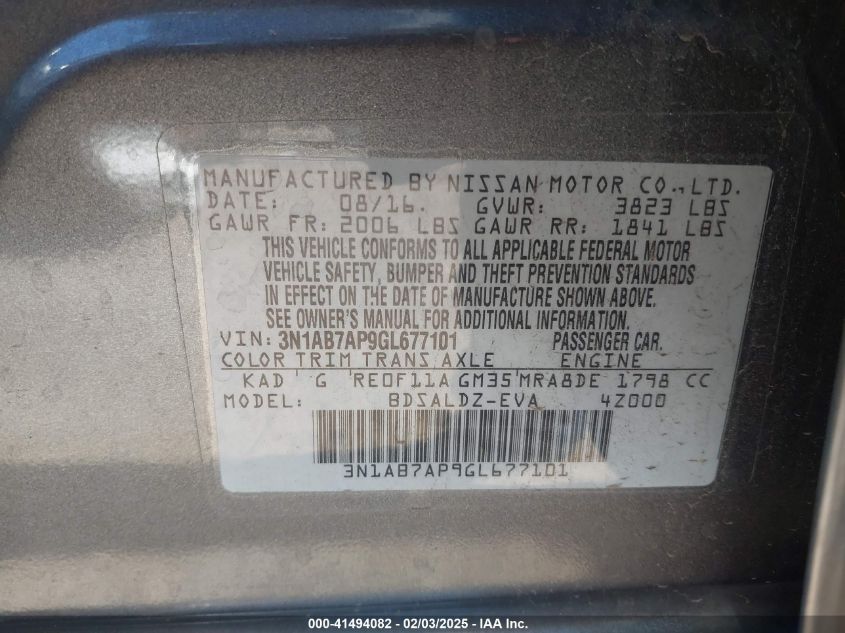 MANUFACTURED BY NISSAN MOTOR CO., LTD.
DATE: 08/16. GVWR: 3823 LBS
GAWR FR: 2006 LBS GAWR RR: 1841 LBS
THIS VEHICLE CONFORMS TO ALL APPLICABLE FEDERAL MOTOR
VEHICLE SAFETY, BUMPER AND THEFT PREVENTION STANDARDS
IN EFFECT ON THE DATE OF MANUFACTURE SHOWN ABOVE.
SEE OWNER'S MANUAL FOR ADDITIONAL INFORMATION.
VIN: 3N1AB7AP9GL677101 PASSENGER CAR.
COLOR TRIM TRANS AXLE ENGINE
KAD G RE0F11A GM35 MRA8DE 1798 CC
MODEL: BDSALDZ-EVA 4Z000
3N1AB7AP9GL677101
000-41494082 - 02/03/2025 - IAA Inc.